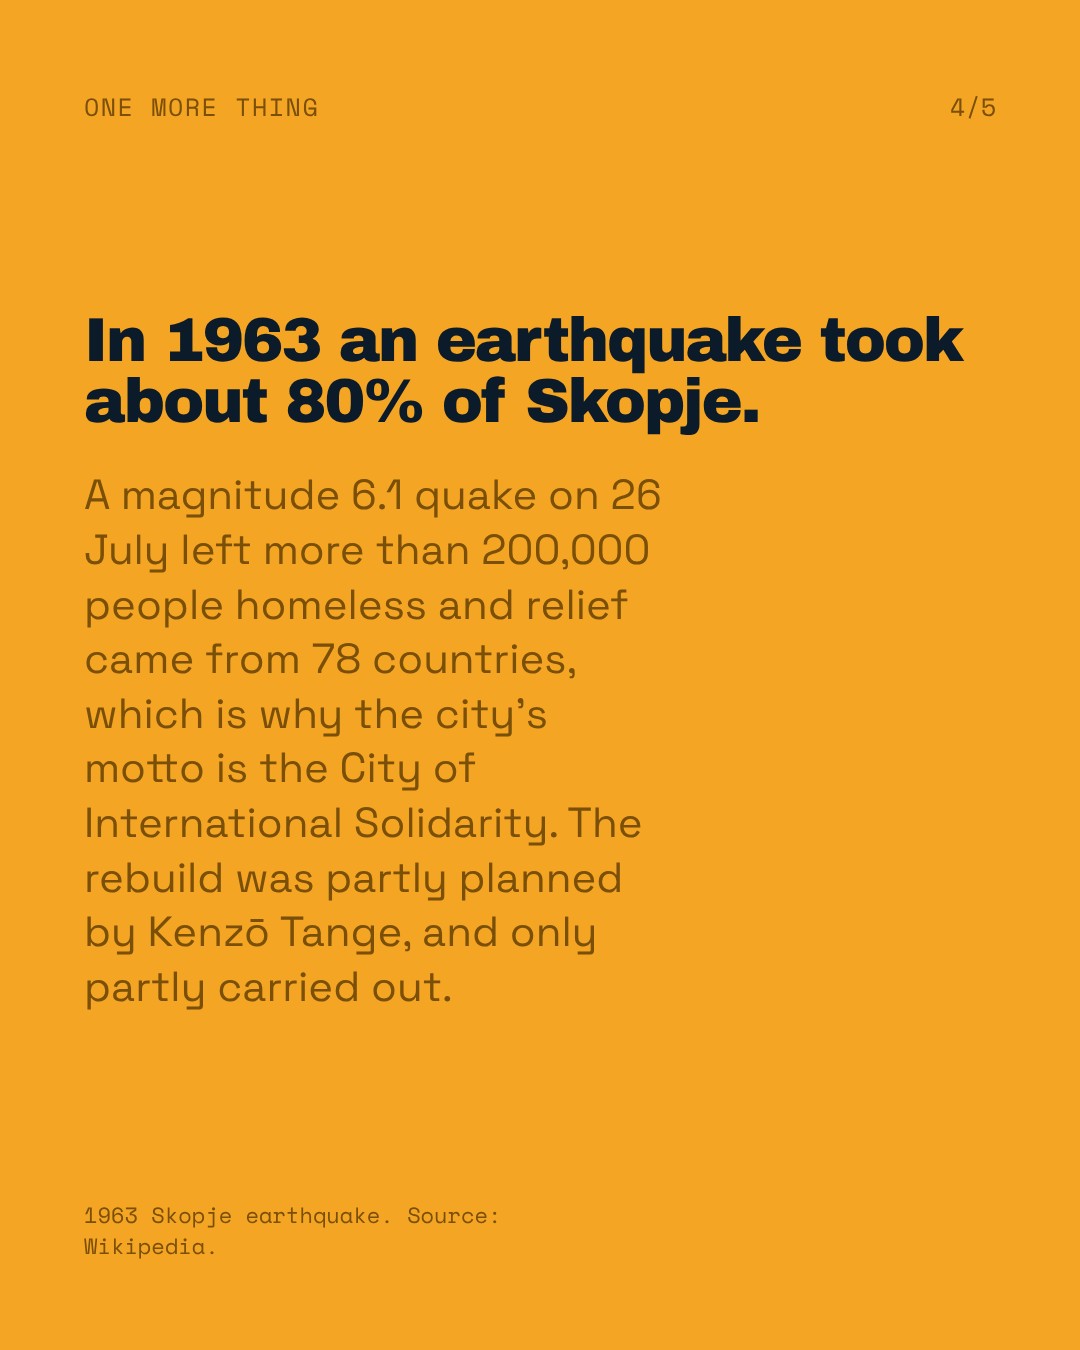 ONE MORE THING
4/5
In 1963 an earthquake took
about 80% of Skopje.
A magnitude 6.1 quake on 26
July left more than 200,000
people homeless and relief
came from 78 countries,
which is why the city’s
motto is the City of
International Solidarity. The
rebuild was partly planned
by Kenzō Tange, and only
partly carried out.
1963 Skopje earthquake. Source:
Wikipedia.